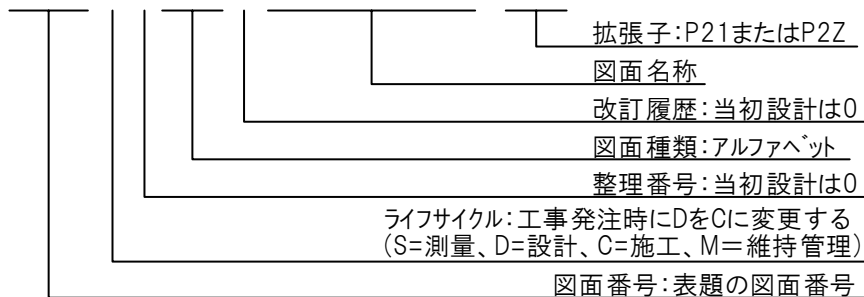 拡張子:P21またはP2Z
図面名称
改訂履歴:当初設計は0
図面種類:アルファベット
整理番号:当初設計は0
ライフサイクル:工事発注時にDをCに変更する
(S=測量、D=設計、C=施工、M=維持管理)
図面番号:表題の図面番号